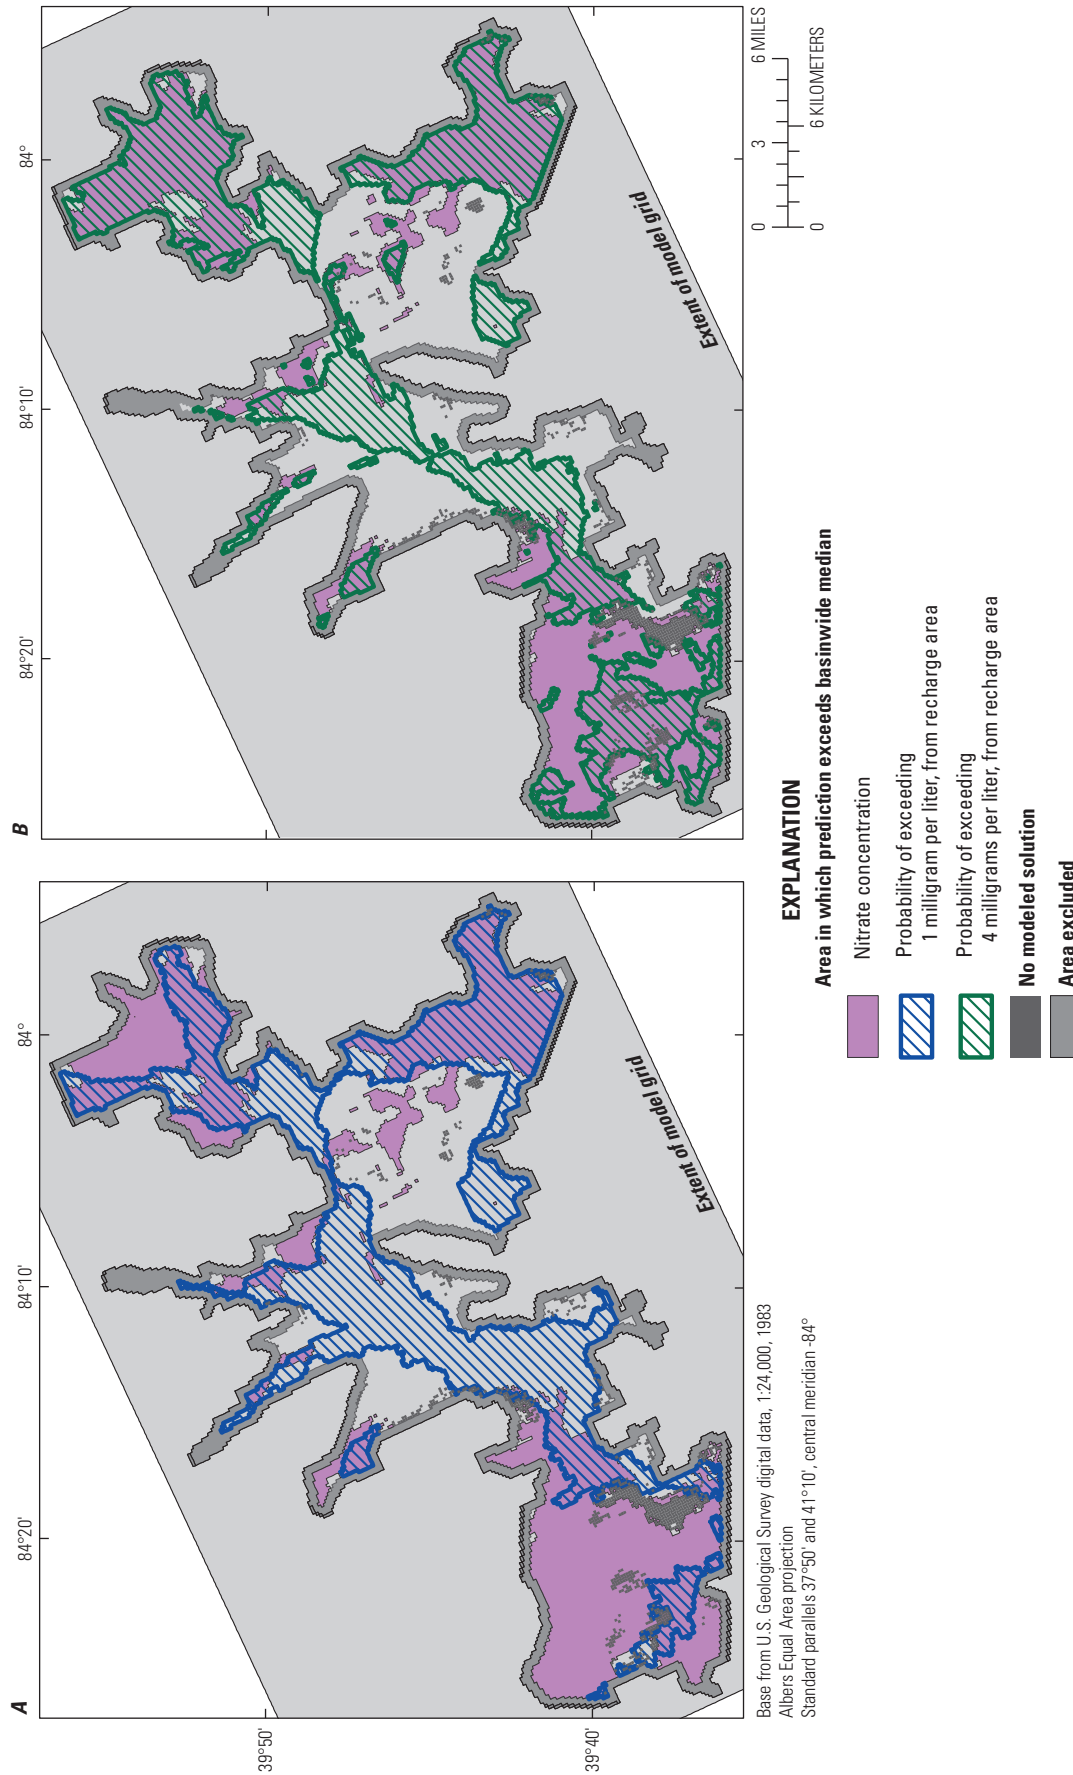 A
84°20'
84°10'
84°
39°50'
39°40'
Extent of model grid
B
84°20'
84°10'
84°
Extent of model grid
Base from U.S. Geological Survey digital data, 1:24,000, 1983
Albers Equal Area projection
Standard parallels 37°50' and 41°10', central meridian -84°
0 3 6 MILES
0 6 KILOMETERS
EXPLANATION
Area in which prediction exceeds basinwide median
Nitrate concentration
Probability of exceeding
1 milligram per liter, from recharge area
Probability of exceeding
4 milligrams per liter, from recharge area
No modeled solution
Area excluded